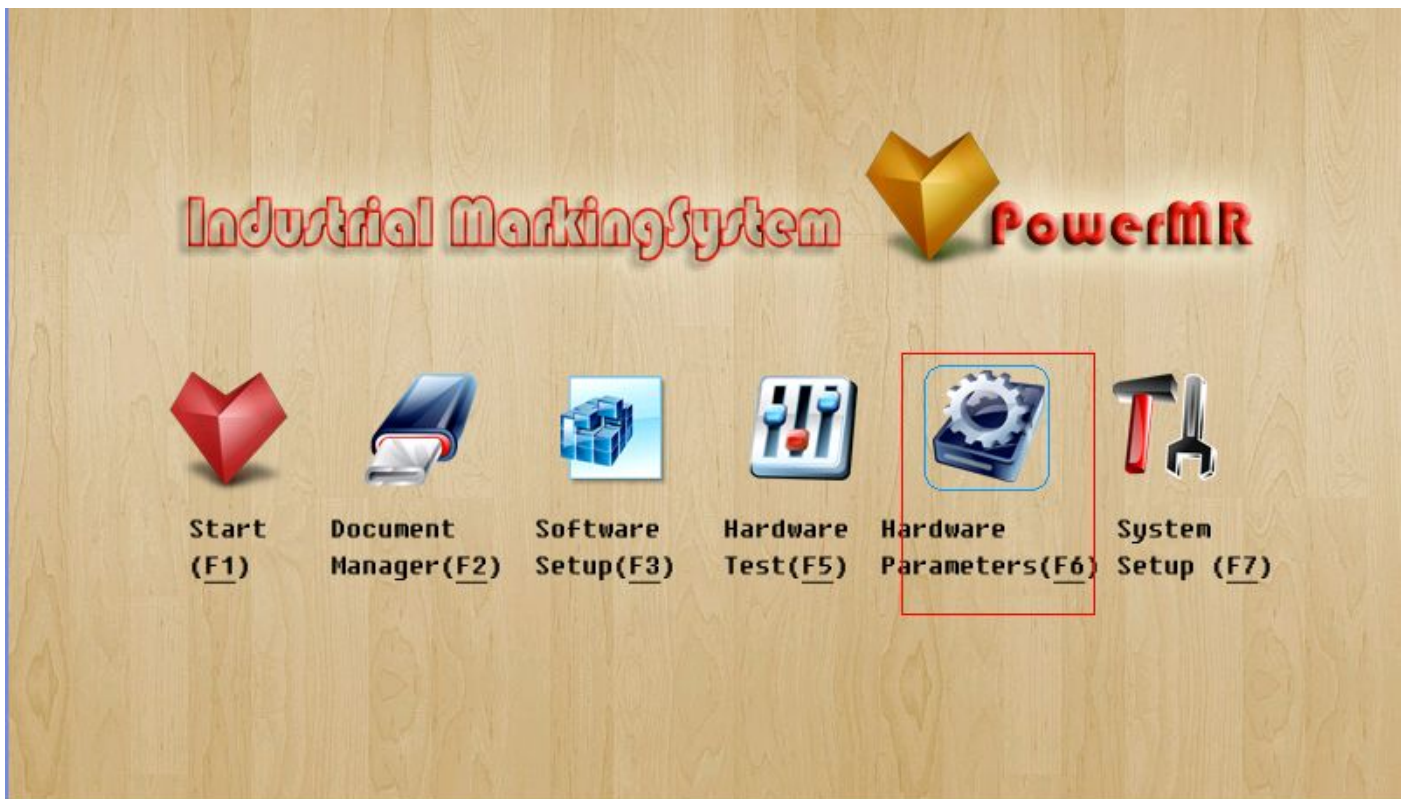 Industrial MarkingSystem
PowerMR
Start
(F1)
Document
Manager(F2)
Software
Setup(F3)
Hardware
Test(F5)
Hardware
Parameters(F6)
System
Setup (F7)